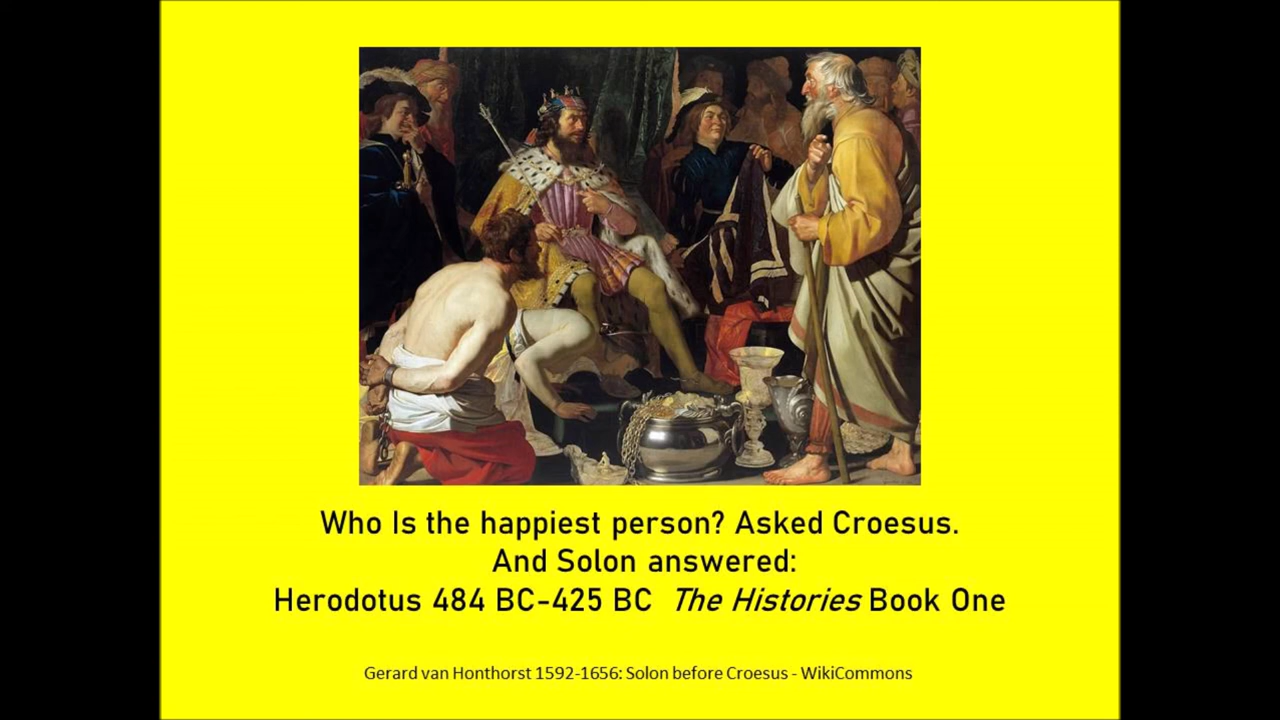 Who Is the happiest person? Asked Croesus.
And Solon answered:
Herodotus 484 BC-425 BC The Histories Book One
Gerard van Honthorst 1592-1656: Solon before Croesus - WikiCommons